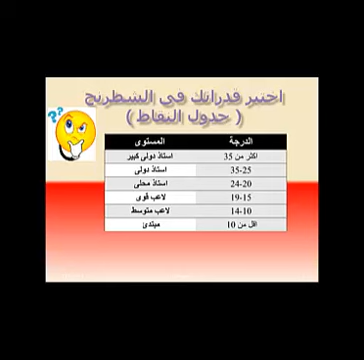 اختبر قدراتك فى الشطرنج
( جدول النقاط )
الدرجة المستوى
اكثر من 35 استاذ دولى كبير
35-25 استاذ دولى
24-20 استاذ محلى
19-15 لاعب قوى
14-10 لاعب متوسط
اقل من 10 مبتدئ
??